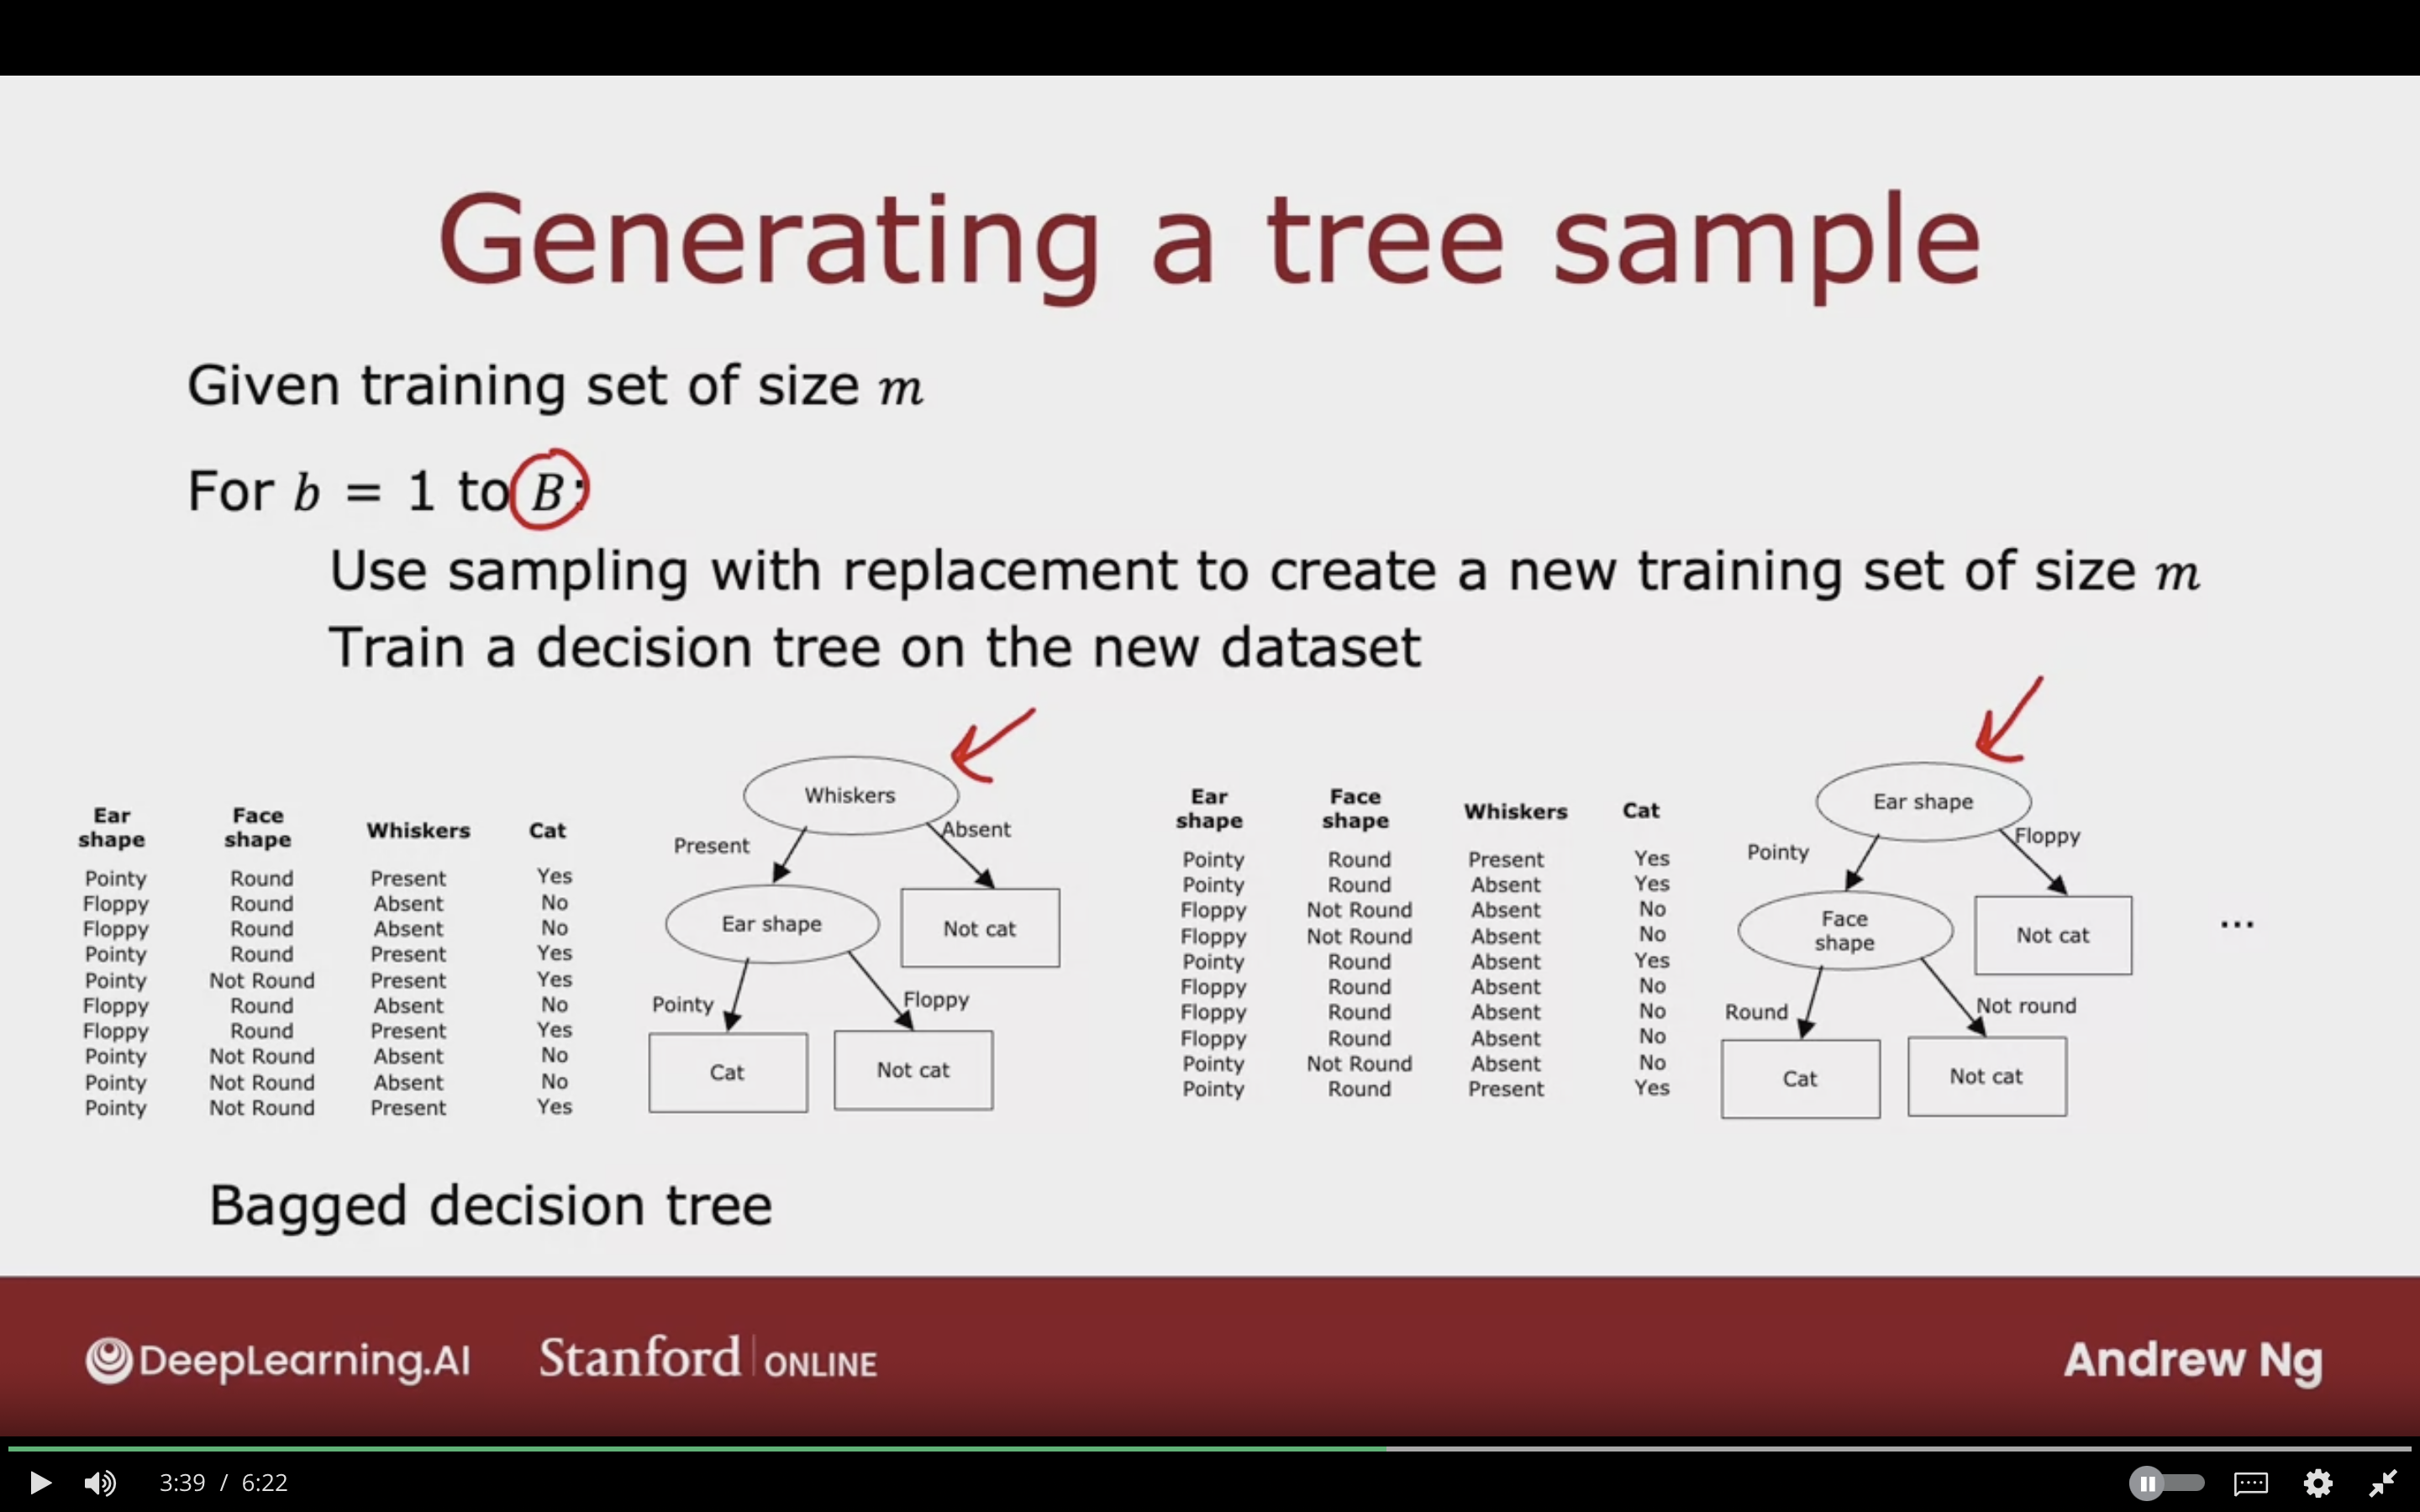 Generating a tree sample
Given training set of size m
For b = 1 to B:
Use sampling with replacement to create a new training set of size m
Train a decision tree on the new dataset
Ear shape Face shape Whiskers Cat
Pointy Round Present Yes
Floppy Round Absent No
Floppy Round Absent No
Pointy Round Present Yes
Pointy Not Round Present Yes
Floppy Round Absent No
Floppy Round Present Yes
Pointy Not Round Absent No
Pointy Not Round Absent No
Pointy Not Round Present Yes
Whiskers
Present
Absent
Ear shape
Not cat
Pointy
Floppy
Cat
Not cat
Ear shape Face shape Whiskers Cat
Pointy Round Present Yes
Pointy Round Absent Yes
Floppy Not Round Absent No
Floppy Not Round Absent No
Pointy Round Absent Yes
Floppy Round Absent No
Floppy Round Absent No
Floppy Round Absent No
Pointy Not Round Absent No
Pointy Round Present Yes
Ear shape
Pointy
Floppy
Face
shape
Not cat
Round
Not round
Cat
Not cat
...
Bagged decision tree
DeepLearning.AI
Stanford | ONLINE
Andrew Ng
3:39 / 6:22